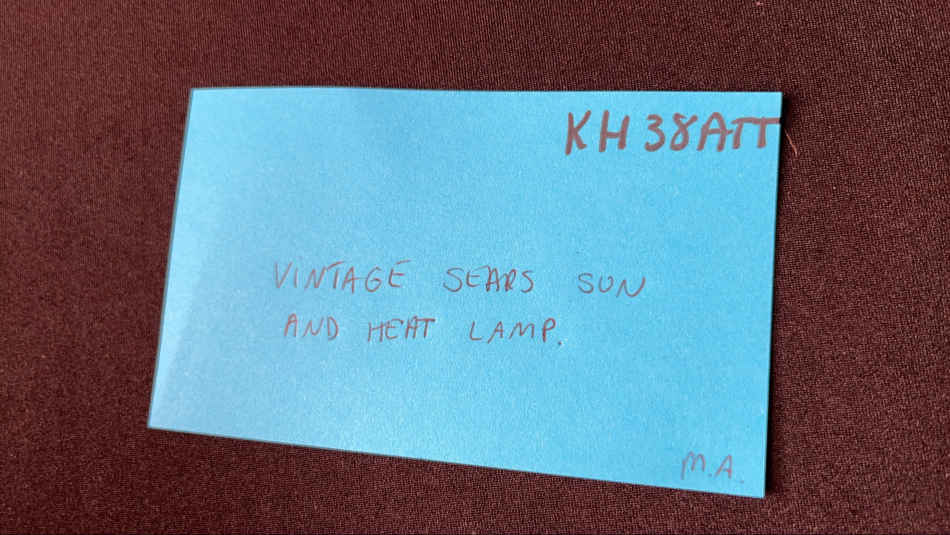 KH38ATT
VINTAGE SEARS SUN
AND HEAT LAMP.
M.A.